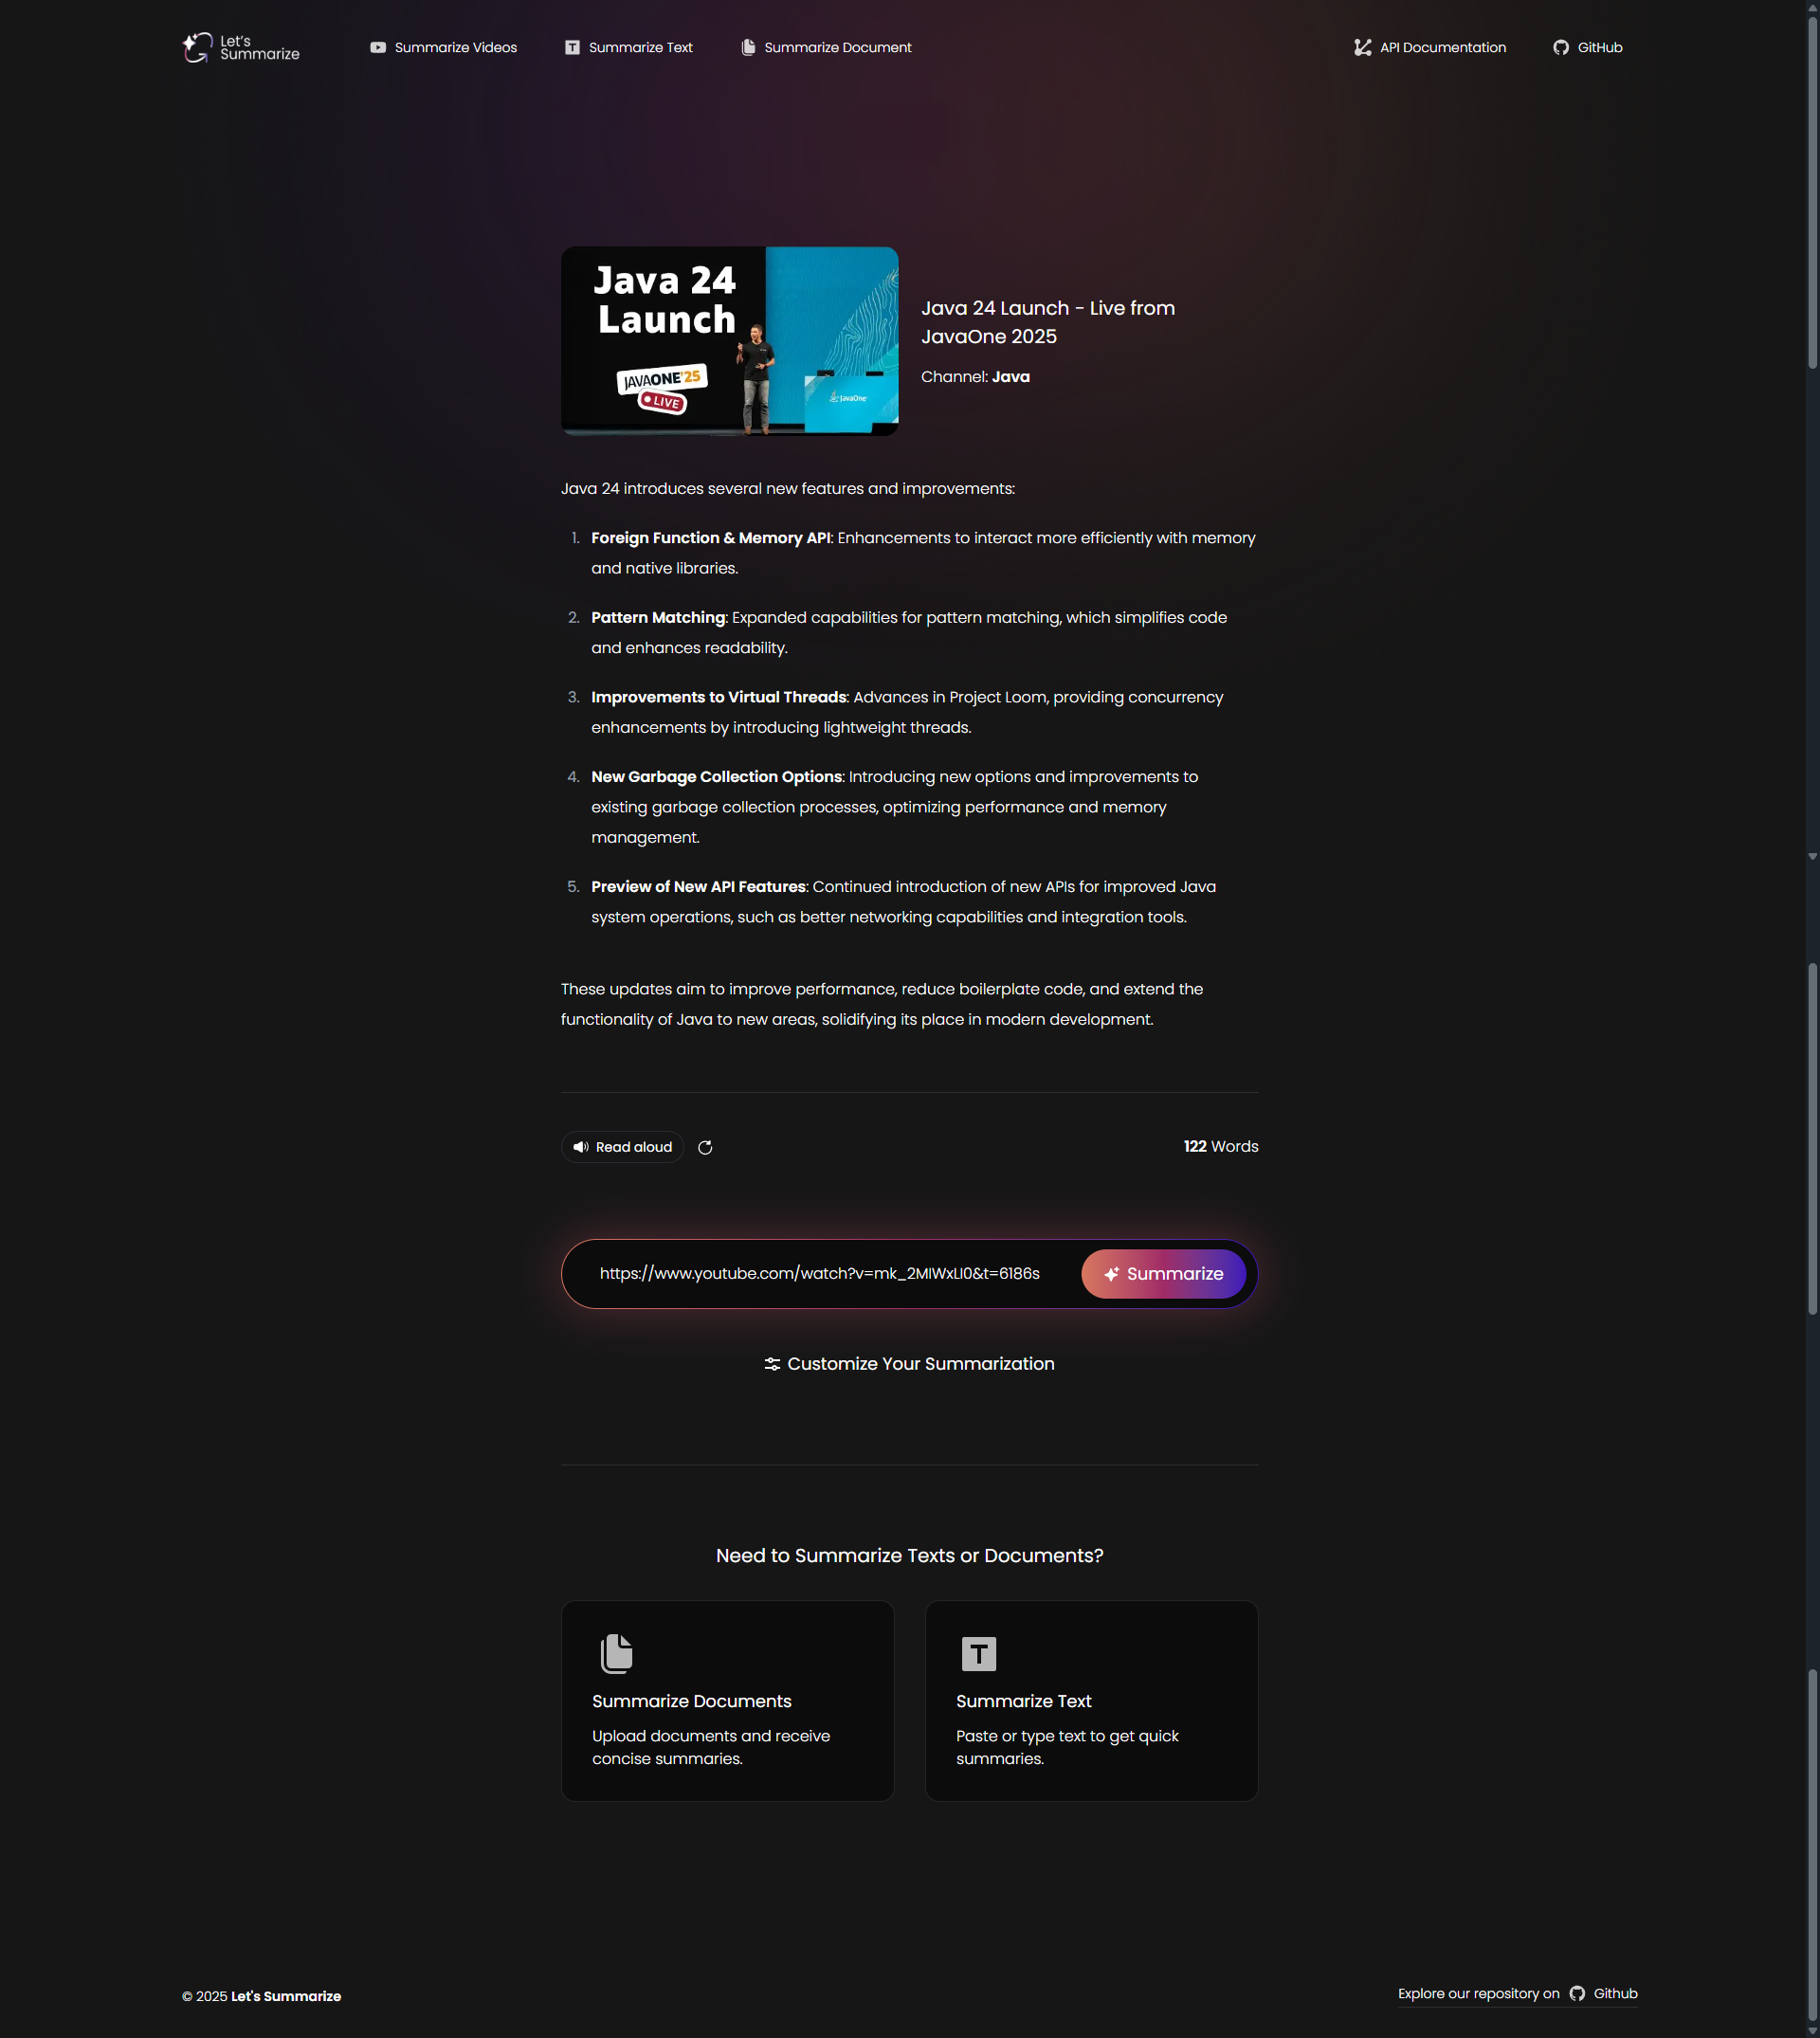 Let's
Summarize
Summarize Videos
Summarize Text
Summarize Document
API Documentation
GitHub
Java 24
Launch
JAVAONE'25
LIVE
JavaOne
Java 24 Launch - Live from
JavaOne 2025
Channel: Java
Java 24 introduces several new features and improvements:
1. Foreign Function & Memory API: Enhancements to interact more efficiently with memory
and native libraries.
2. Pattern Matching: Expanded capabilities for pattern matching, which simplifies code
and enhances readability.
3. Improvements to Virtual Threads: Advances in Project Loom, providing concurrency
enhancements by introducing lightweight threads.
4. New Garbage Collection Options: Introducing new options and improvements to
existing garbage collection processes, optimizing performance and memory
management.
5. Preview of New API Features: Continued introduction of new APIs for improved Java
system operations, such as better networking capabilities and integration tools.
These updates aim to improve performance, reduce boilerplate code, and extend the
functionality of Java to new areas, solidifying its place in modern development.
Read aloud
122 Words
https://www.youtube.com/watch?v=mk_2MIWxLI0&t=6186s
Summarize
Customize Your Summarization
Need to Summarize Texts or Documents?
Summarize Documents
Upload documents and receive
concise summaries.
T
Summarize Text
Paste or type text to get quick
summaries.
© 2025 Let's Summarize
Explore our repository on Github